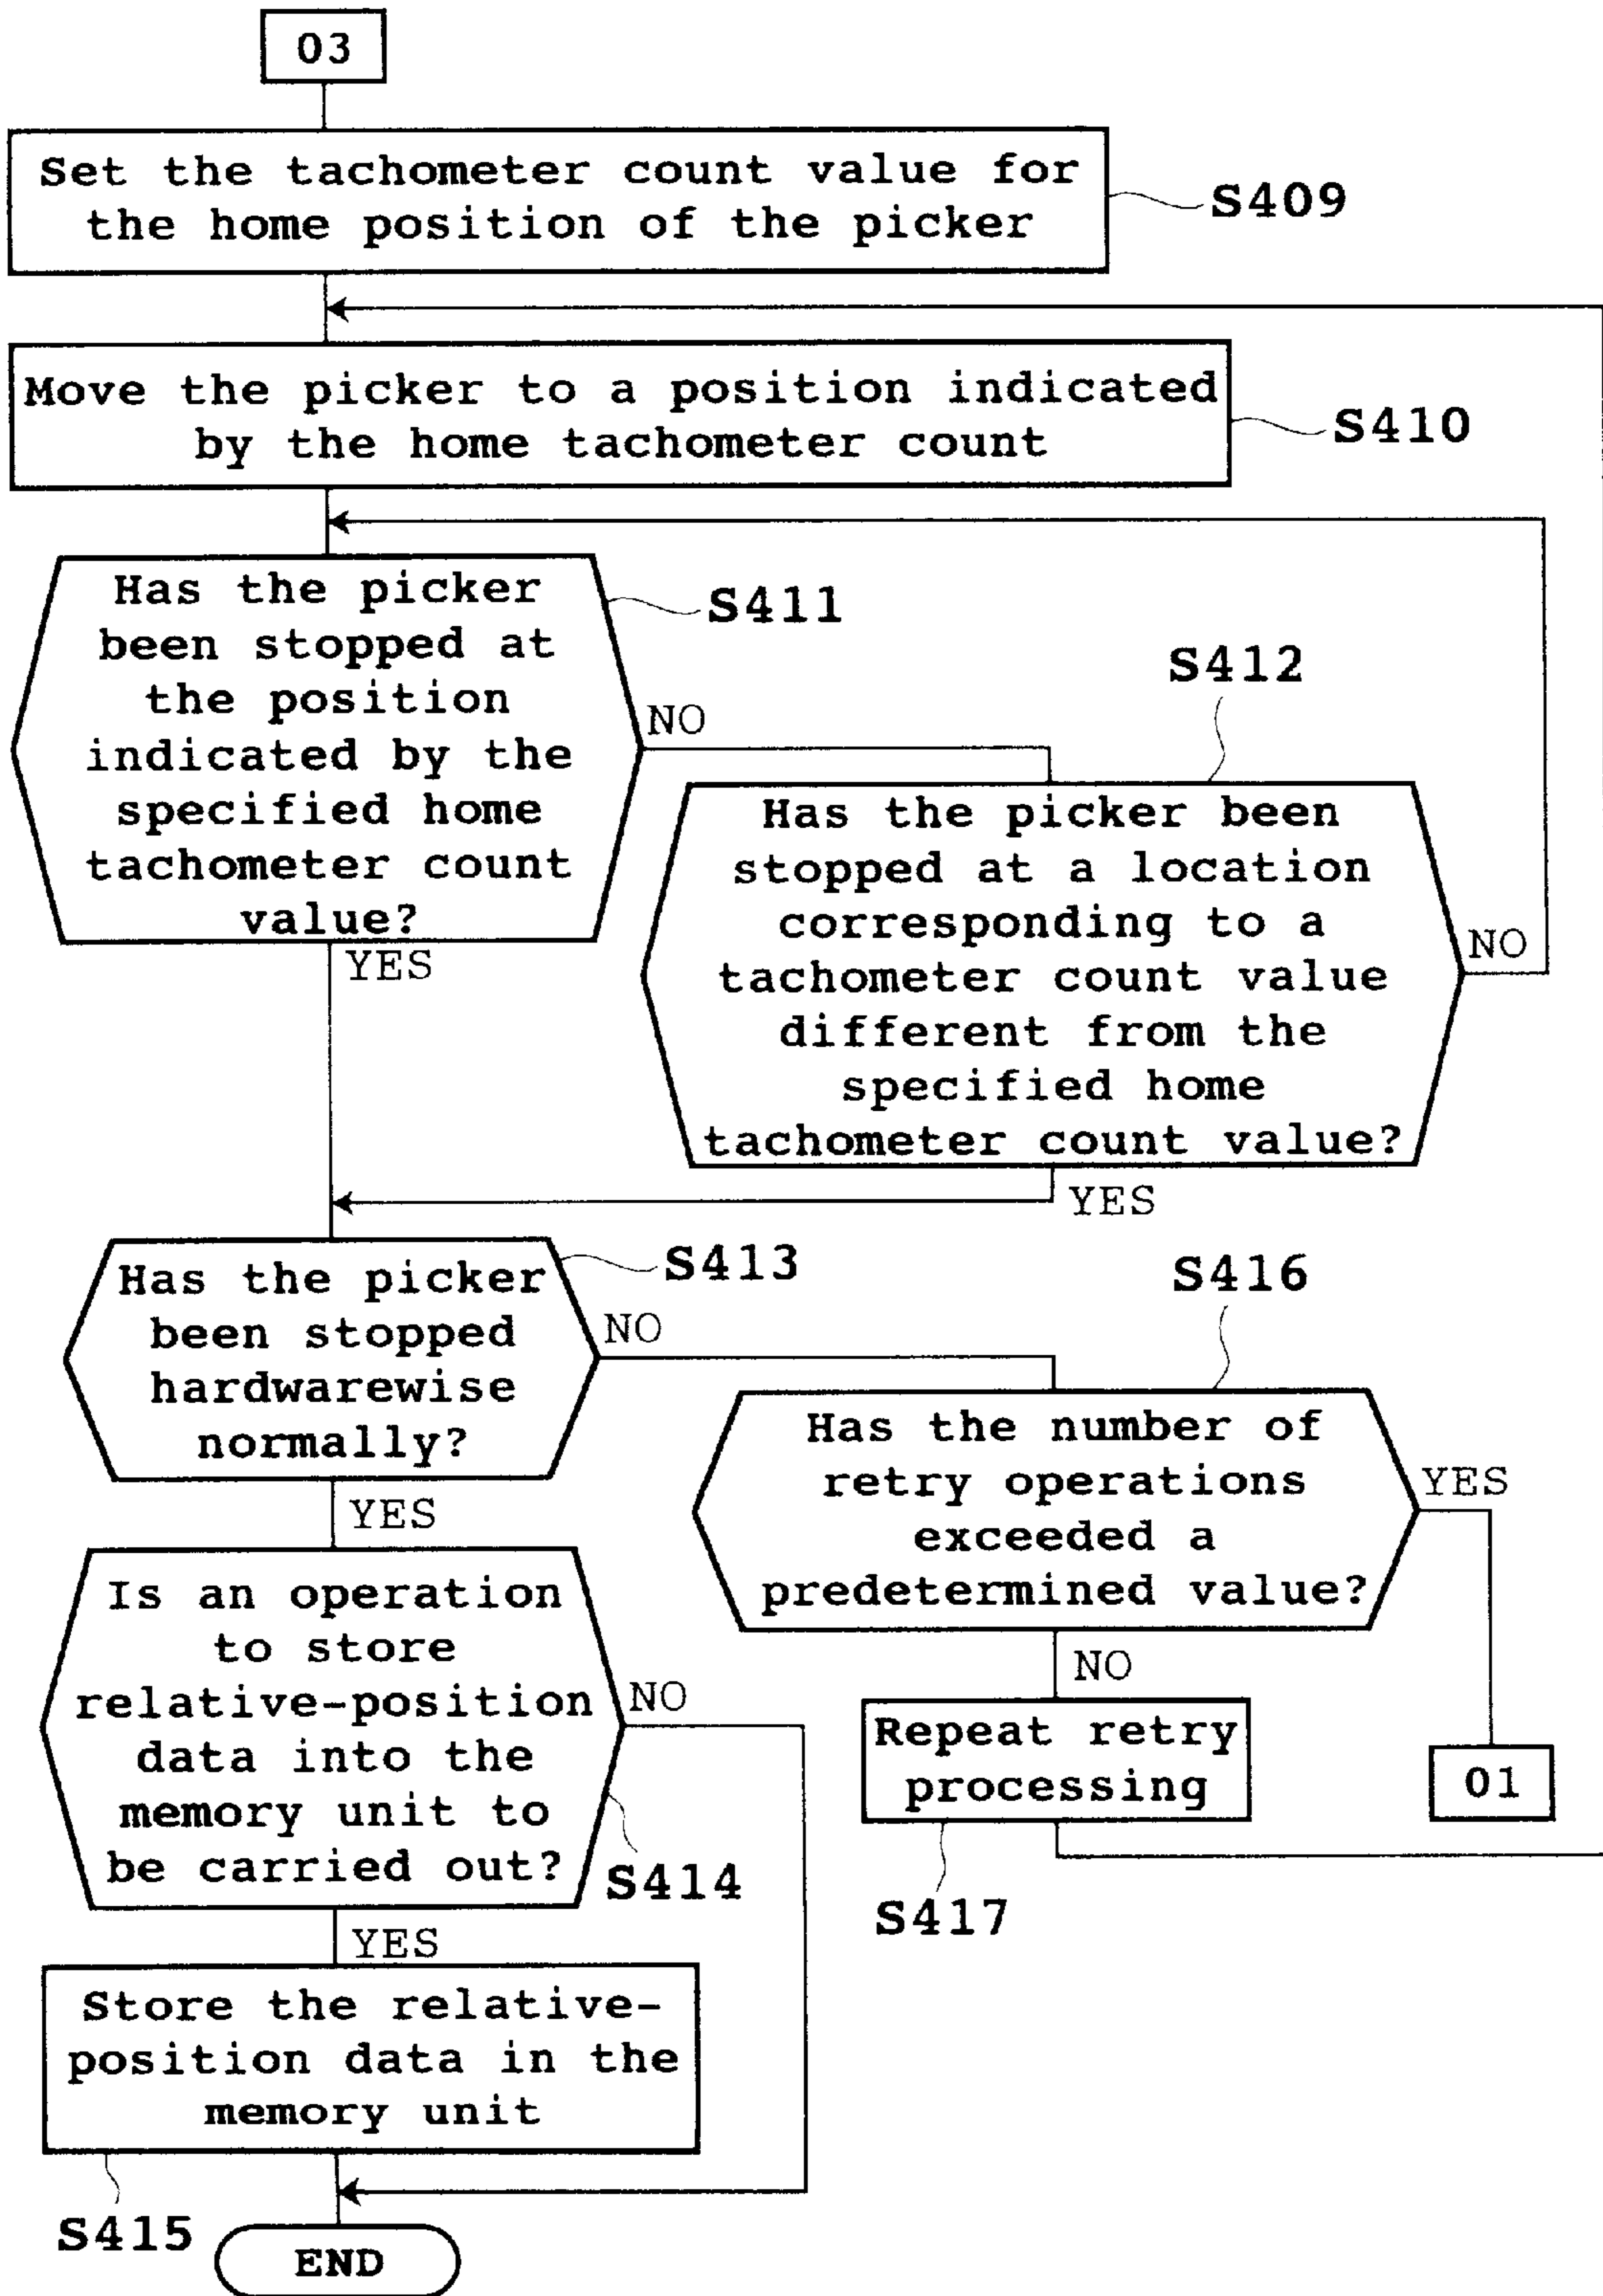 03
Set the tachometer count value for
the home position of the picker
S409
Move the picker to a position indicated
by the home tachometer count
S410
Has the picker
been stopped at
the position
indicated by the
specified home
tachometer count
value?
S411
NO
YES
S412
Has the picker been
stopped at a location
corresponding to a
tachometer count value
different from the
specified home
tachometer count value?
NO
YES
Has the picker
been stopped
hardwarewise
normally?
S413
NO
YES
S416
Has the number of
retry operations
exceeded a
predetermined value?
YES
NO
Is an operation
to store
relative-position
data into the
memory unit to
be carried out?
NO
S414
YES
Repeat retry
processing
S417
01
Store the relative-
position data in the
memory unit
S415
END